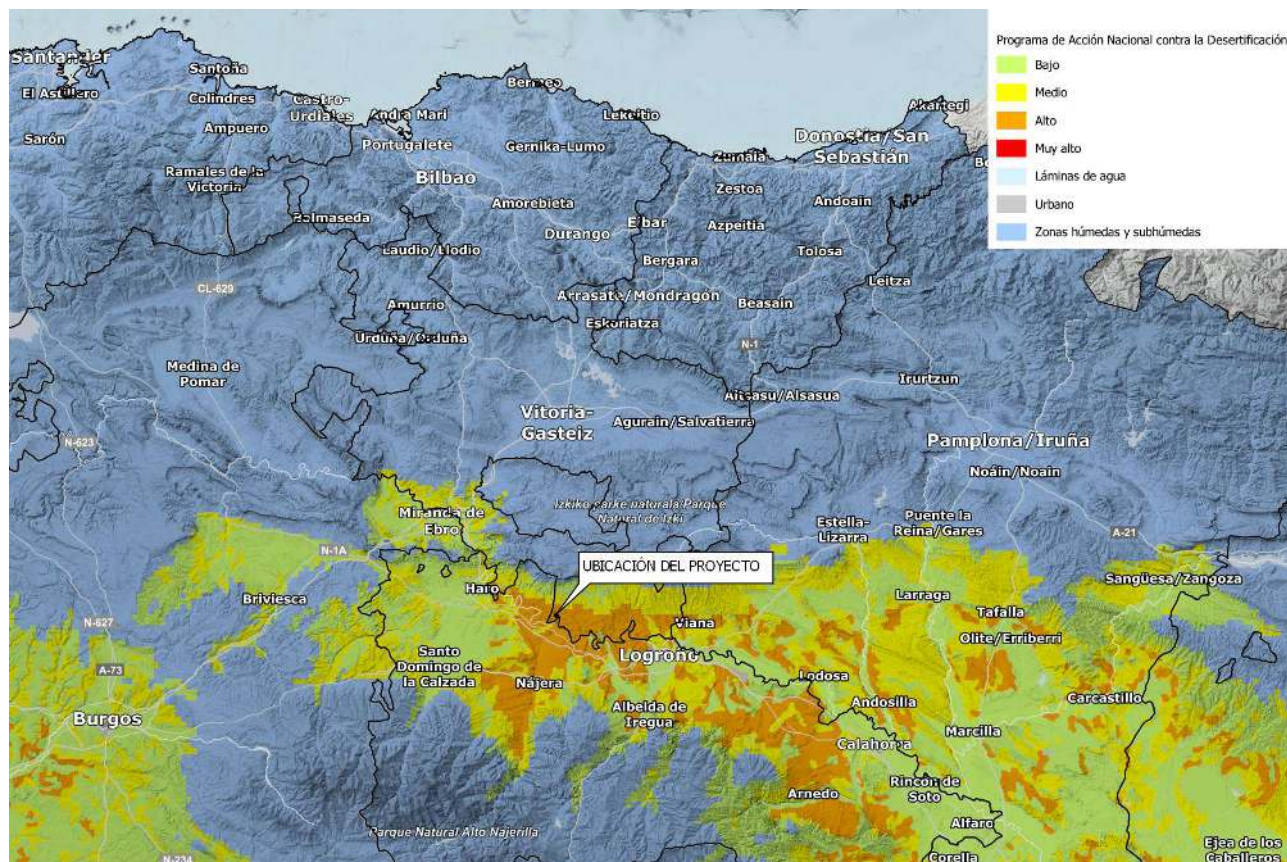 Programa de Acción Nacional contra la Desertificación
Bajo
Medio
Alto
Muy alto
Láminas de agua
Urbano
Zonas húmedas y subhúmedas
Santander
Santoña
El Astillero
Colindres
Castro-
Urdiales
Sarón
Ampuero
Ramales de la
Victoria
Andra Mari
Portugalete
Bilbao
Balmaseda
Bermeo
Lekeitio
Gernika-Lumo
Amorebieta
Durango
Eibar
Akartegi
Donostia/San
Sebastián
Zumaia
Zestoa
Azpeitia
Andoain
Tolosa
Bergara
Laudio/Llodio
Leitza
CL-629
Amurrio
Arrasate/Mondragón
Beasain
Eskoriatza
Urduña/Orduña
N-1
Medina de
Pomar
Irurtzun
Altsasu/Alsasua
Vitoria-
Gasteiz
Agurain/Salvatierra
Pamplona/Iruña
N-623
Noáin/Noain
Izkiko parke naturala/Parque
Natural de Izki
Miranda de
Ebro
Estella-
Lizarra
Puente la
Reina/Gares
A-21
N-1A
UBICACIÓN DEL PROYECTO
Sangüesa/Zangoza
Briviesca
Haro
Larraga
Tafalla
N-627
Viana
Olite/Erriberri
Santo
Domingo de
la Calzada
Logroño
A-73
Nájera
Lodosa
Carcastillo
Albelda de
Iregua
Andosilla
Burgos
Marcilla
Calahorra
Rincón de
Soto
Arnedo
Alfaro
Parque Natural Alto Najerilla
Ejea de los
Caballeros
Corella
N-234